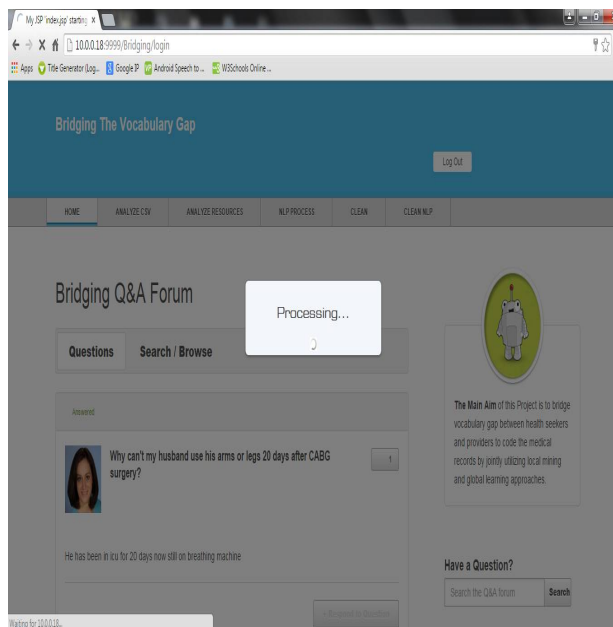 My JSP 'index.jsp' starting
10.0.0.18:9999/Bridging/login
Apps Title Generator (Log... Google IP Android Speech to ... W3Schools Online ...
Bridging The Vocabulary Gap
Log Out
HOME ANALYZE CSV ANALYZE RESOURCES NLP PROCESS CLEAN CLEAN NLP
Bridging Q&A Forum
Processing...
Questions Search / Browse
Answered
Why can't my husband use his arms or legs 20 days after CABG
surgery?
1
He has been in icu for 20 days now still on breathing machine
The Main Aim of this Project is to bridge
vocabulary gap between health seekers
and providers to code the medical
records by jointly utilizing local mining
and global learning approaches.
Have a Question?
Search the Q&A forum Search
Waiting for 10.0.0.18...